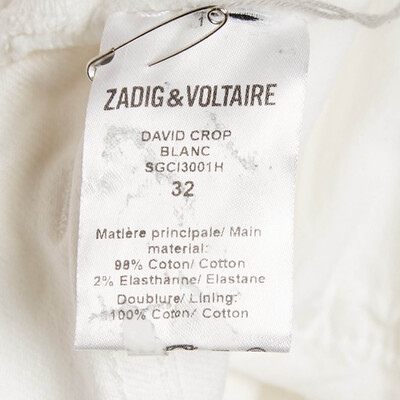 ZADIG&VOLTAIRE
DAVID CROP
BLANC
SGCI3001H
32
Matière principale/ Main
material:
98% Coton/ Cotton
2% Elasthanne/ Elastane
Doublure/ Lining:
100% Coton/ Cotton